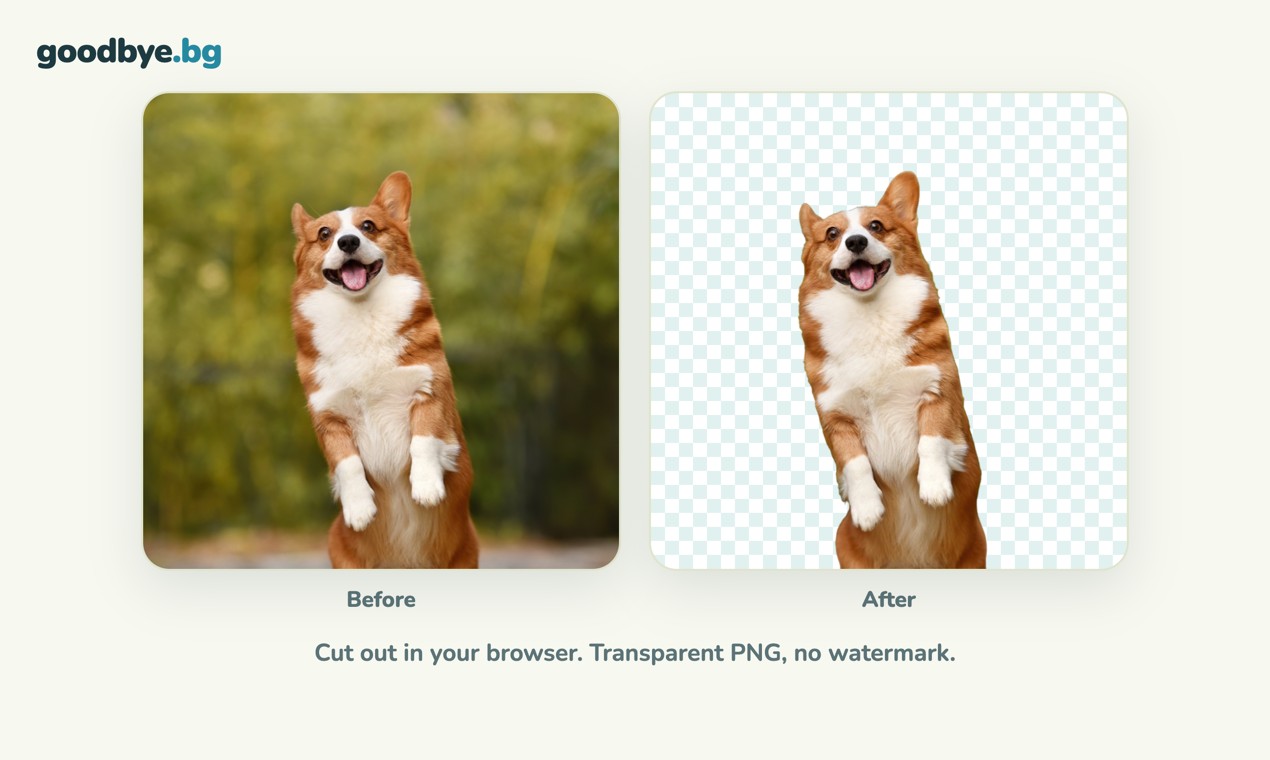 goodbye.bg
Before
After
Cut out in your browser. Transparent PNG, no watermark.